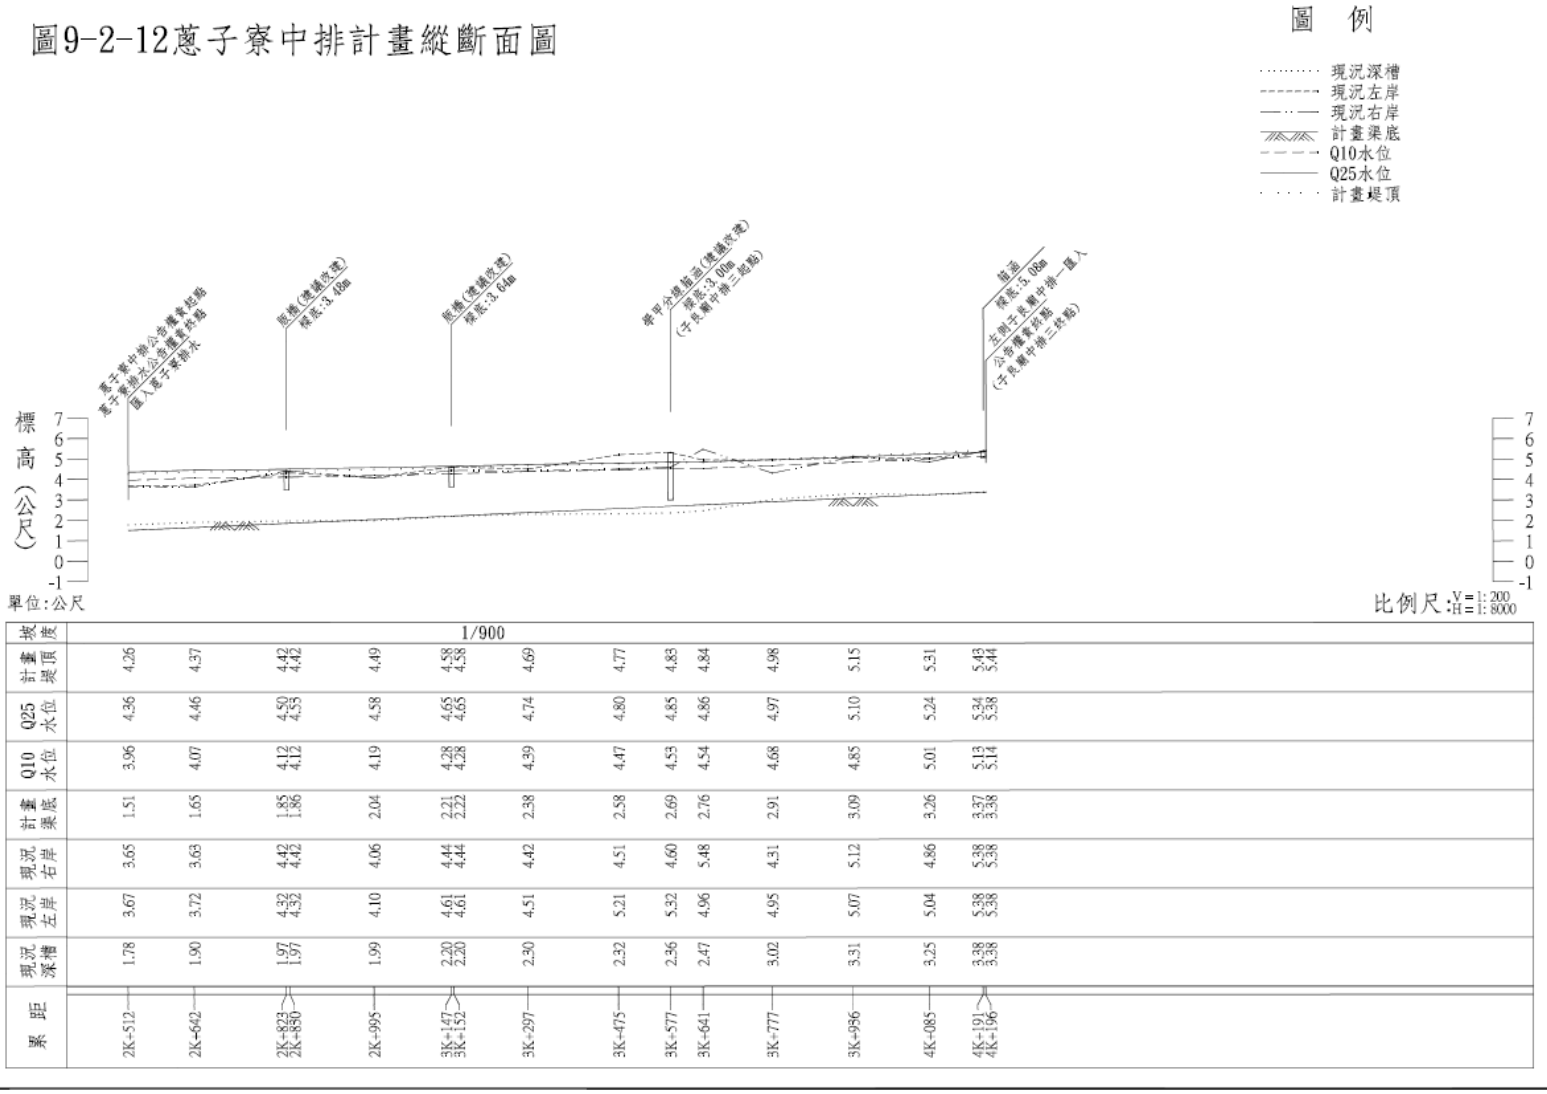 圖9-2-12蔥子寮中排計畫縱斷面圖
圖 例
現況深槽
現況左岸
現況右岸
計畫渠底
Q10水位
Q25水位
計畫堤頂
蔥子寮中排公告權責起點
蔥子寮排水公告權責終點
匯入蔥子寮排水
版橋(建議改建)
樑底:3.48m
版橋(建議改建)
樑底:3.64m
學甲分線箱涵(建議改建)
樑底:3.00m
(子良廟中排三起點)
箱涵
樑底:5.08m
左側子良廟中排一匯入
公告權責終點
(子良廟中排三終點)
標高(公尺)
7
6
5
4
3
2
1
0
-1
7
6
5
4
3
2
1
0
-1
單位:公尺
比例尺:V=1:200
H=1:8000
坡度 1/900
計畫堤頂 4.26 4.37 4.42 4.42 4.49 4.58 4.58 4.69 4.77 4.83 4.84 4.98 5.15 5.31 5.43 5.44
Q25水位 4.36 4.46 4.50 4.53 4.58 4.65 4.65 4.74 4.80 4.85 4.86 4.97 5.10 5.24 5.34 5.38
Q10水位 3.96 4.07 4.12 4.12 4.19 4.28 4.28 4.39 4.47 4.53 4.54 4.68 4.85 5.01 5.13 5.14
計畫渠底 1.51 1.65 1.85 1.86 2.04 2.21 2.22 2.38 2.58 2.69 2.76 2.91 3.09 3.26 3.37 3.38
現況右岸 3.65 3.63 4.42 4.42 4.06 4.44 4.44 4.42 4.51 4.60 5.48 4.31 5.12 4.86 5.38 5.38
現況左岸 3.67 3.72 4.32 4.32 4.10 4.61 4.61 4.51 5.21 5.32 4.96 4.95 5.07 5.04 5.38 5.38
現況深槽 1.78 1.90 1.97 1.97 1.99 2.20 2.20 2.30 2.32 2.36 2.47 3.02 3.31 3.25 3.38 3.38
累距 2K+512 2K+642 2K+823 2K+830 2K+995 3K+147 3K+152 3K+297 3K+475 3K+577 3K+641 3K+777 3K+936 4K+085 4K+191 4K+196